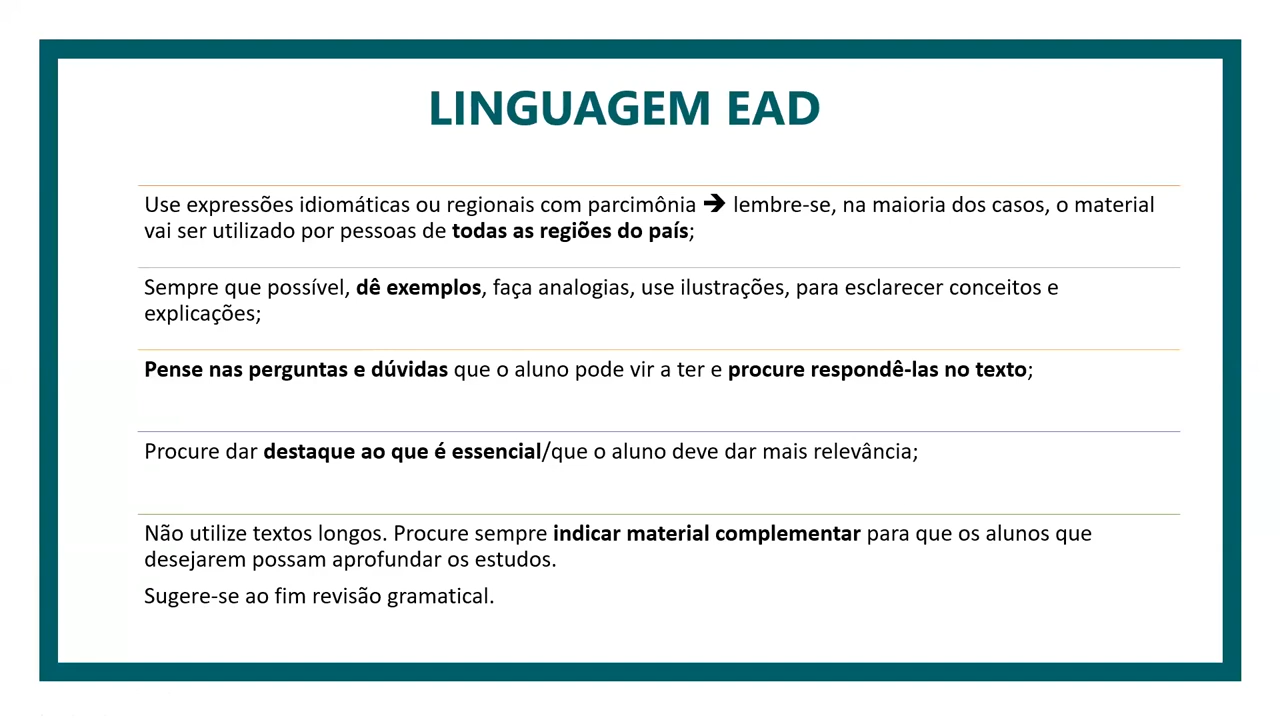 LINGUAGEM EAD
Use expressões idiomáticas ou regionais com parcimônia ➔ lembre-se, na maioria dos casos, o material
vai ser utilizado por pessoas de todas as regiões do país;
Sempre que possível, dê exemplos, faça analogias, use ilustrações, para esclarecer conceitos e
explicações;
Pense nas perguntas e dúvidas que o aluno pode vir a ter e procure respondê-las no texto;
Procure dar destaque ao que é essencial/que o aluno deve dar mais relevância;
Não utilize textos longos. Procure sempre indicar material complementar para que os alunos que
desejarem possam aprofundar os estudos.
Sugere-se ao fim revisão gramatical.